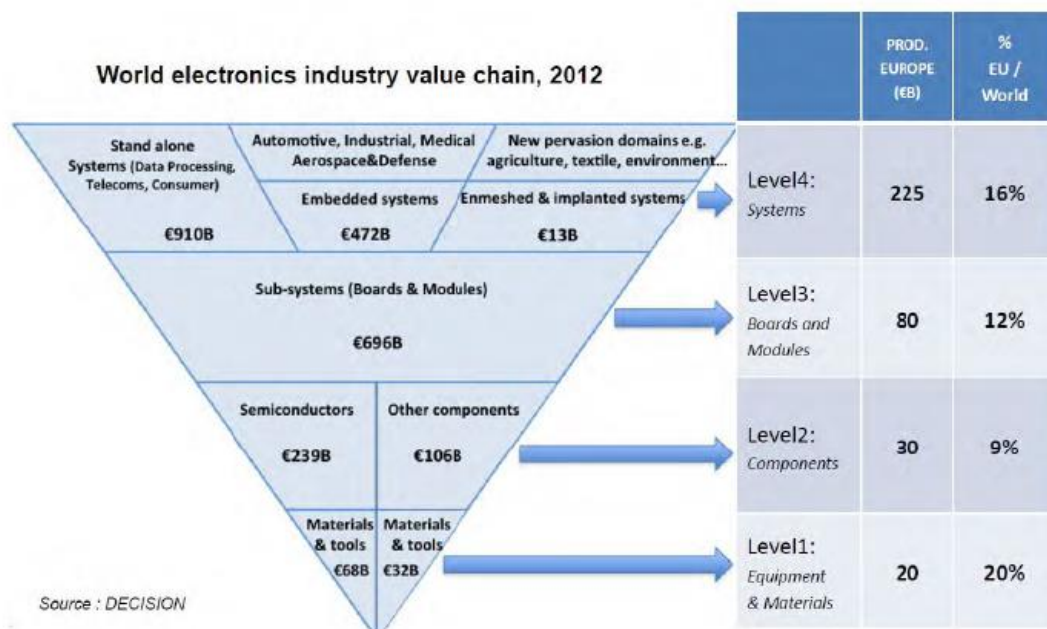 World electronics industry value chain, 2012
Stand alone
Systems (Data Processing,
Telecoms, Consumer)
€910B
Automotive, Industrial, Medical
Aerospace&Defense
Embedded systems
€472B
New pervasion domains e.g.
agriculture, textile, environment...
Enmeshed & implanted systems
€13B
Sub-systems (Boards & Modules)
€696B
Semiconductors
€239B
Other components
€106B
Materials
& tools
€68B
Materials
& tools
€32B
Source : DECISION
PROD.
EUROPE
(€B)
%
EU /
World
Level4:
Systems
225
16%
Level3:
Boards and
Modules
80
12%
Level2:
Components
30
9%
Level1:
Equipment
& Materials
20
20%